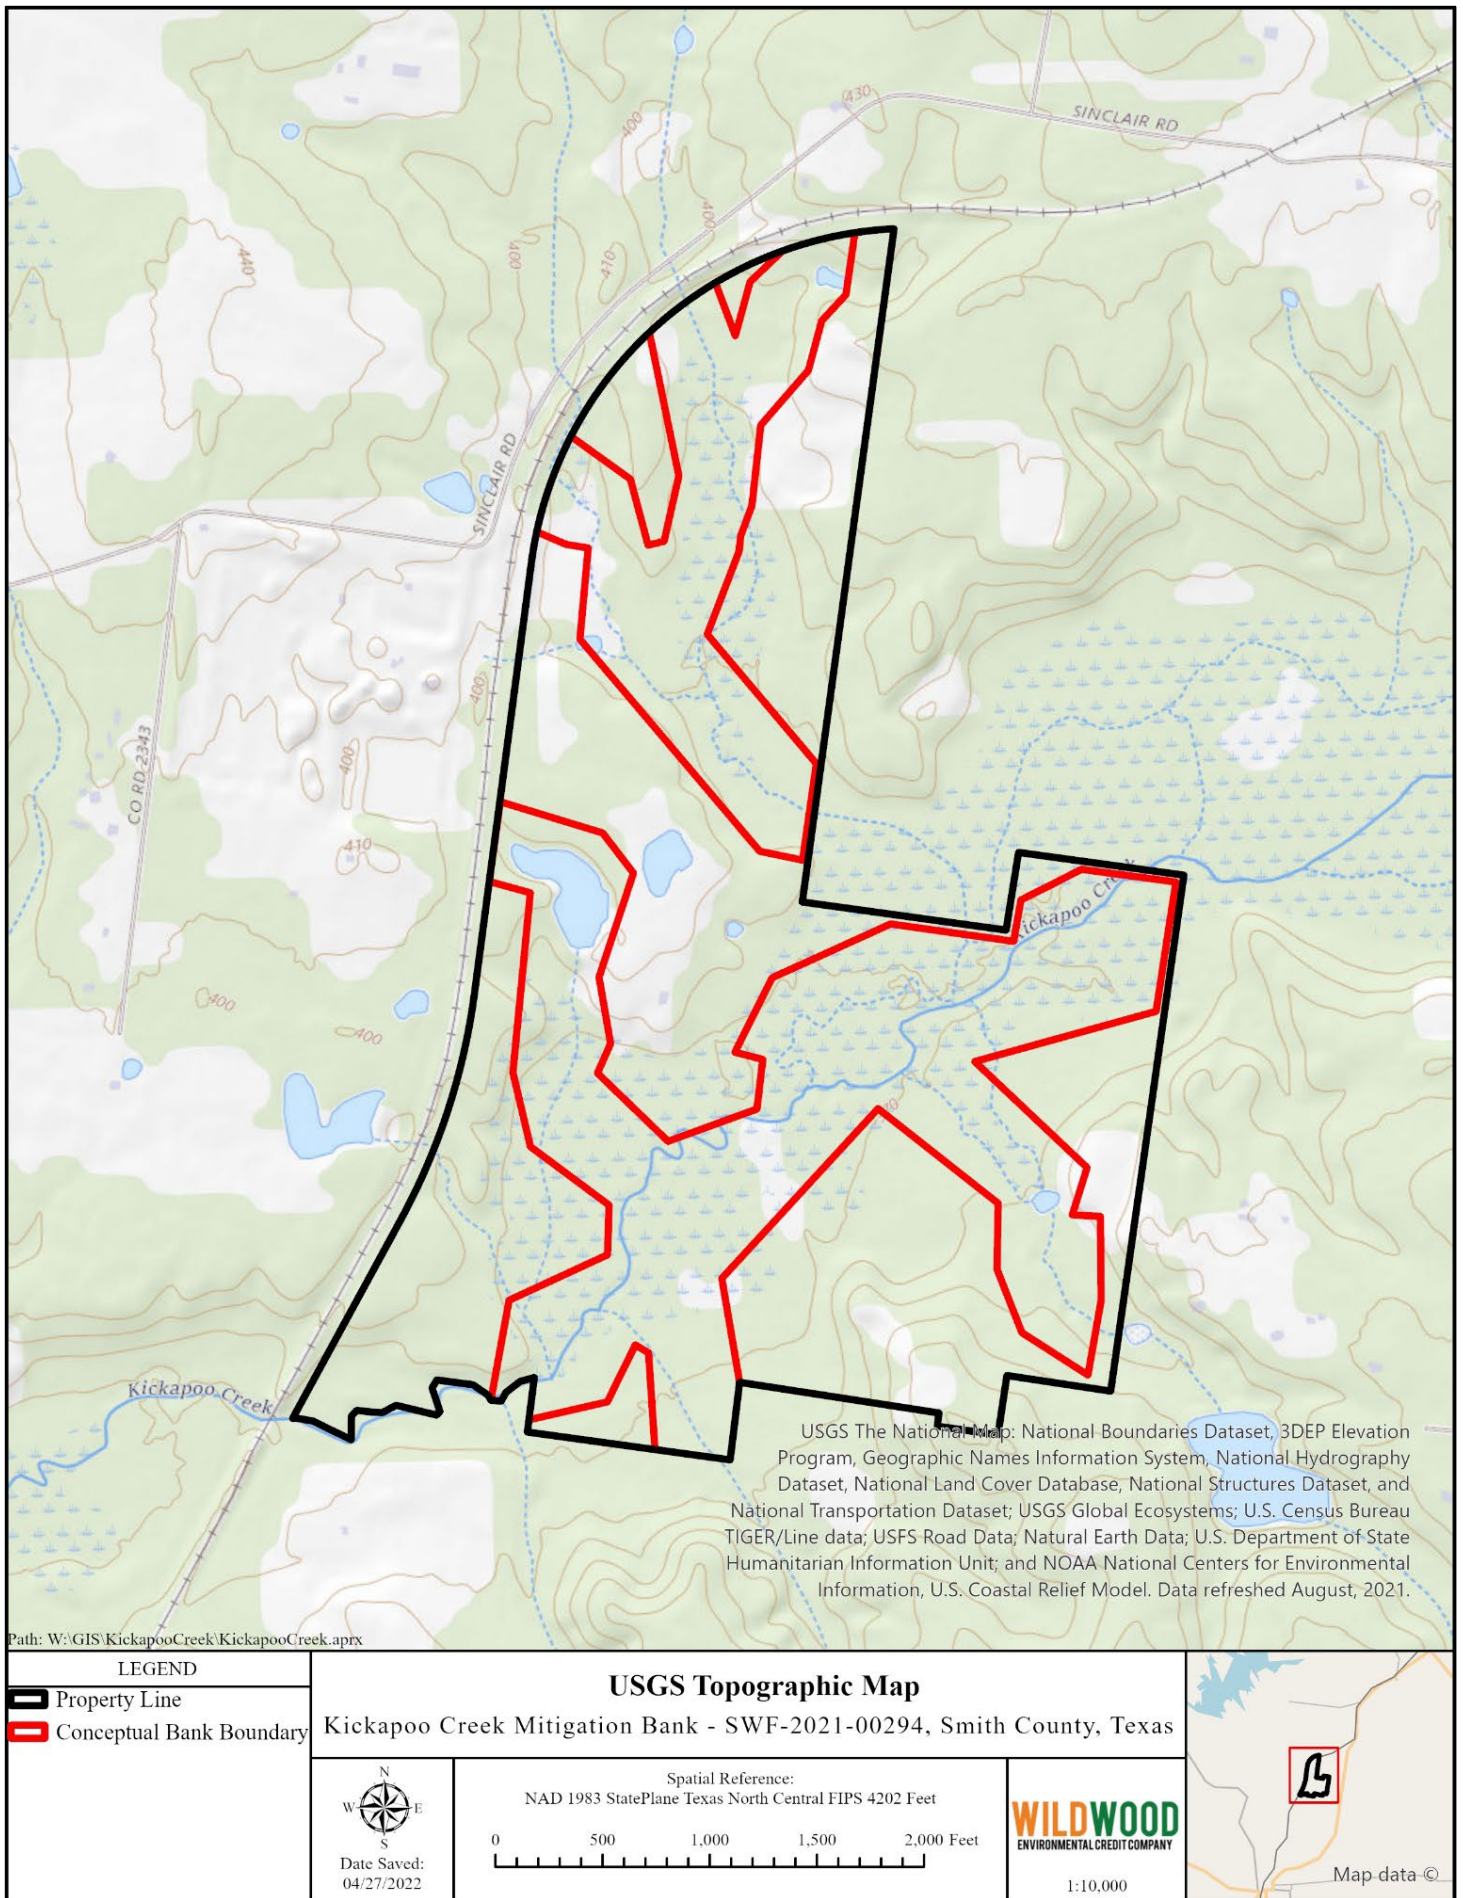 430
SINCLAIR RD
400
400
400
410
440
SINCLAIR RD
400
CO RD 2343
400
410
Kickapoo Creek
400
400
Kickapoo Creek
USGS The National Map: National Boundaries Dataset, 3DEP Elevation
Program, Geographic Names Information System, National Hydrography
Dataset, National Land Cover Database, National Structures Dataset, and
National Transportation Dataset; USGS Global Ecosystems; U.S. Census Bureau
TIGER/Line data; USFS Road Data; Natural Earth Data; U.S. Department of State
Humanitarian Information Unit; and NOAA National Centers for Environmental
Information, U.S. Coastal Relief Model. Data refreshed August, 2021.
Path: W:\GIS\KickapooCreek\KickapooCreek.aprx
LEGEND
Property Line
Conceptual Bank Boundary
USGS Topographic Map
Kickapoo Creek Mitigation Bank - SWF-2021-00294, Smith County, Texas
N
W E
S
Date Saved:
04/27/2022
Spatial Reference:
NAD 1983 StatePlane Texas North Central FIPS 4202 Feet
0 500 1,000 1,500 2,000 Feet
WILDWOOD
ENVIRONMENTAL CREDIT COMPANY
1:10,000
Map data ©